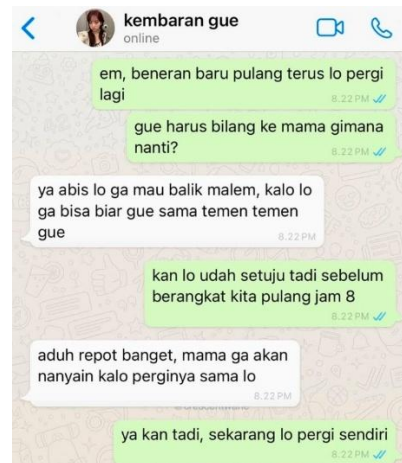 kembaran gue
online
em, beneran baru pulang terus lo pergi
lagi
8.22 PM
gue harus bilang ke mama gimana
nanti?
8.22 PM
ya abis lo ga mau balik malem, kalo lo
ga bisa biar gue sama temen temen
gue
8.22 PM
kan lo udah setuju tadi sebelum
berangkat kita pulang jam 8
8.22 PM
aduh repot banget, mama ga akan
nanyain kalo perginya sama lo
8.22 PM
ya kan tadi, sekarang lo pergi sendiri
8.22 PM